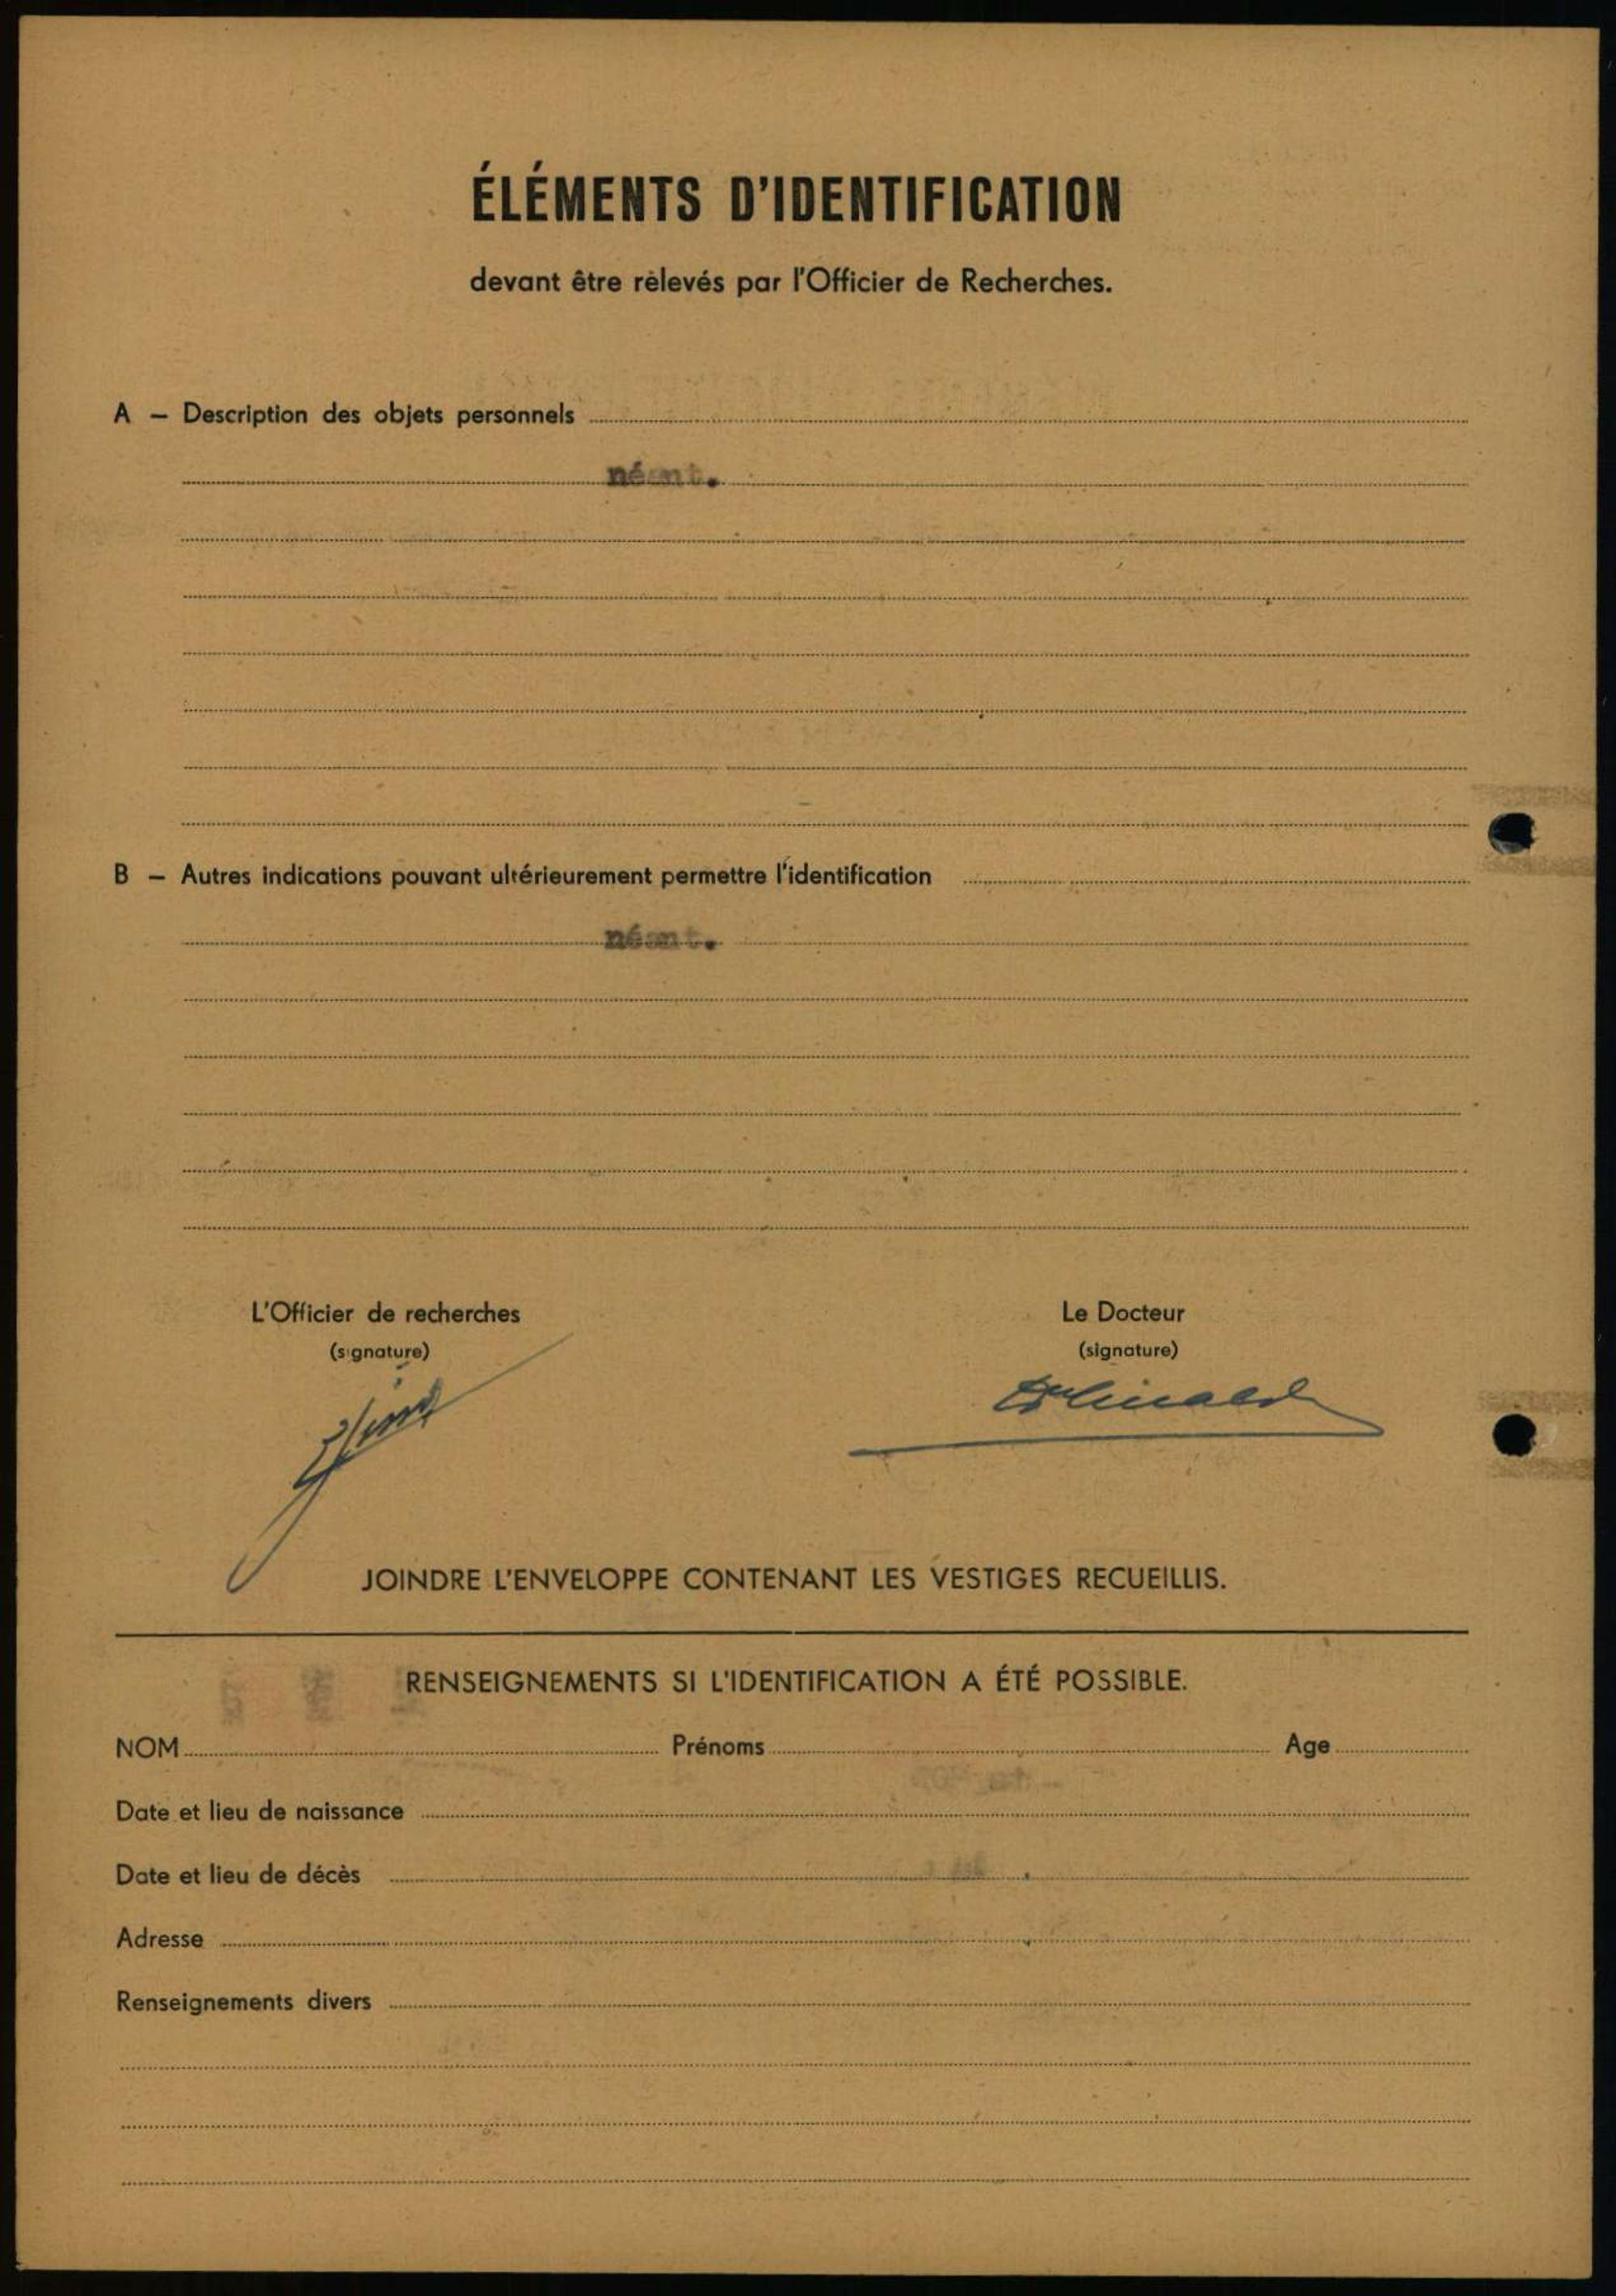 ÉLÉMENTS D'IDENTIFICATION
devant être relevés par l'Officier de Recherches.
A — Description des objets personnels
néant.
B — Autres indications pouvant ultérieurement permettre l'identification
néant.
L'Officier de recherches
Le Docteur
(signature)
(signature)
JOINDRE L'ENVELOPPE CONTENANT LES VESTIGES RECUEILLIS.
RENSEIGNEMENTS SI L'IDENTIFICATION A ÉTÉ POSSIBLE.
NOM Prénoms Age
Date et lieu de naissance
Date et lieu de décès
Adresse
Renseignements divers